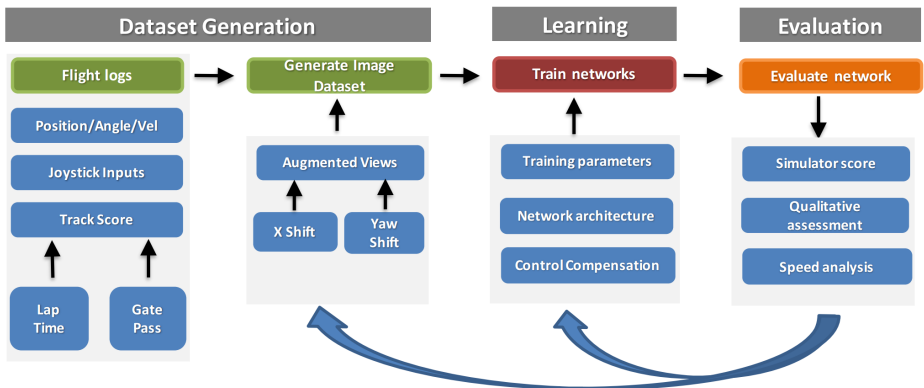 Dataset Generation
Learning
Evaluation
Flight logs
Generate Image
Dataset
Train networks
Evaluate network
Position/Angle/Vel
Joystick Inputs
Track Score
Lap
Time
Gate
Pass
Augmented Views
X Shift
Yaw
Shift
Training parameters
Network architecture
Control Compensation
Simulator score
Qualitative
assessment
Speed analysis